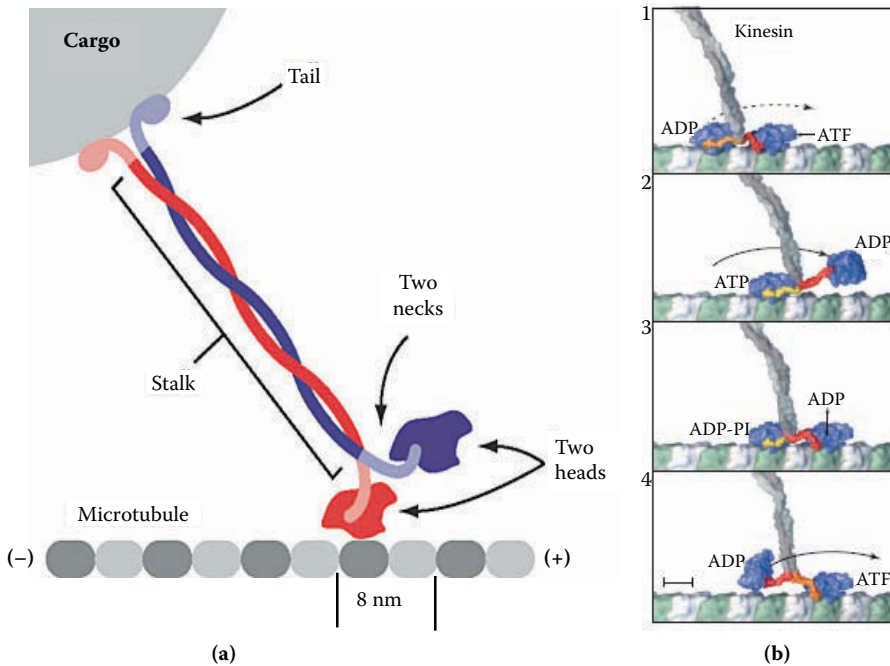 Cargo
Tail
Two
necks
Stalk
Two
heads
Microtubule
(−)
(+)
8 nm
(a)
1
Kinesin
ADP
ATF
2
ADP
ATP
3
ADP
ADP-PI
4
ADP
ATF
(b)